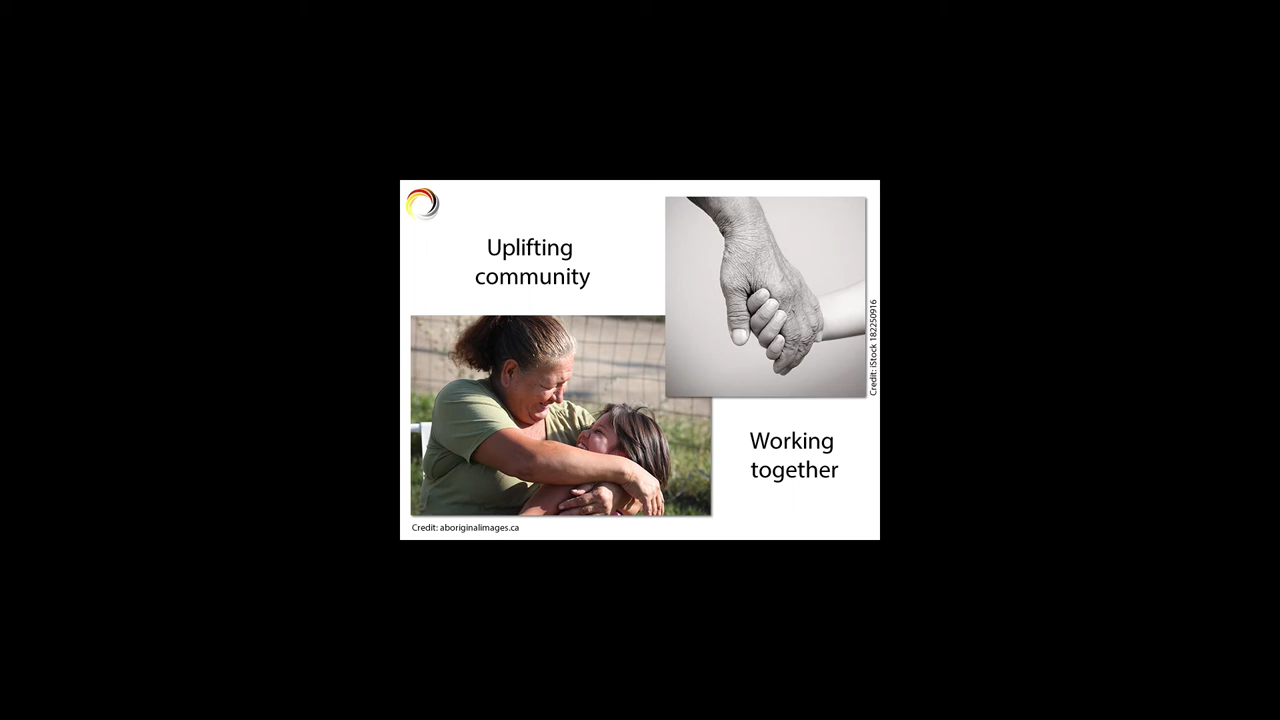 Uplifting
community
Credit: iStock 182250916
Working
together
Credit: aboriginalimages.ca